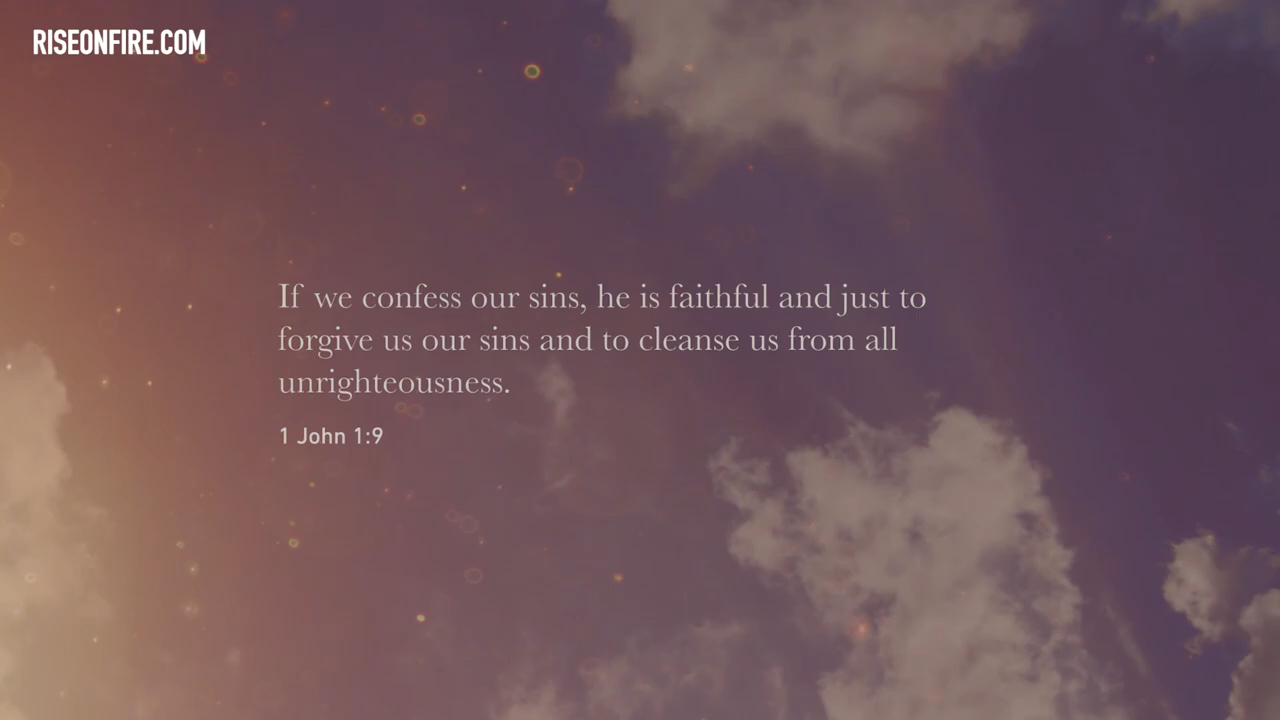 RISEONFIRE.COM
If we confess our sins, he is faithful and just to
forgive us our sins and to cleanse us from all
unrighteousness.
1 John 1:9